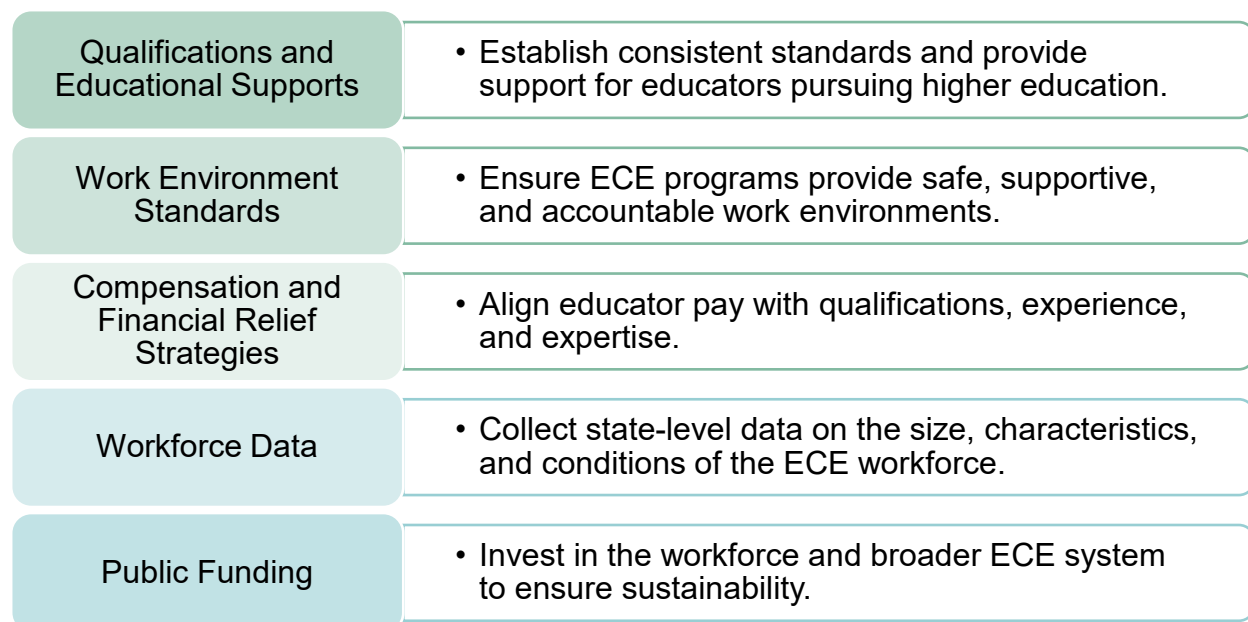 Qualifications and
Educational Supports
• Establish consistent standards and provide
support for educators pursuing higher education.
Work Environment
Standards
• Ensure ECE programs provide safe, supportive,
and accountable work environments.
Compensation and
Financial Relief
Strategies
• Align educator pay with qualifications, experience,
and expertise.
Workforce Data
• Collect state-level data on the size, characteristics,
and conditions of the ECE workforce.
Public Funding
• Invest in the workforce and broader ECE system
to ensure sustainability.